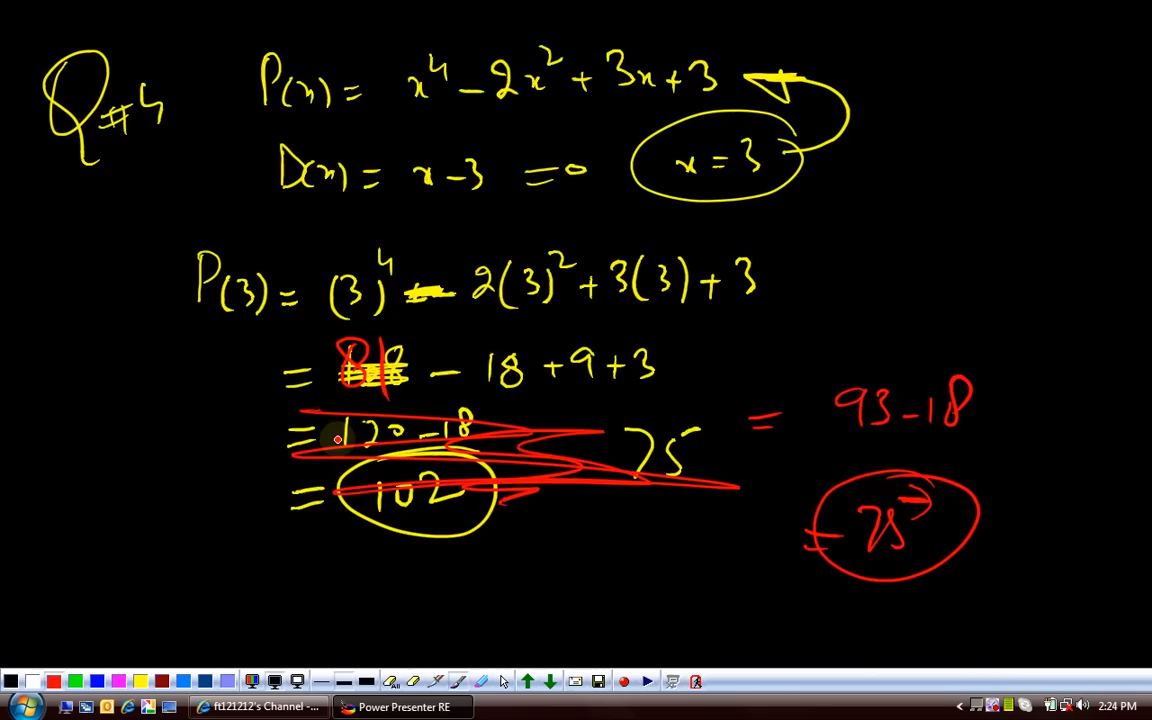 Q#4
P(x) = x⁴ - 2x² + 3x + 3
D(x) = x - 3 = 0 x = 3
P(3) = (3)⁴ - 2(3)² + 3(3) + 3
= 81 - 18 + 9 + 3
= 93 - 18
= 120 - 18
75
= 102
= 75
ft121212's Channel -... Power Presenter RE 2:24 PM